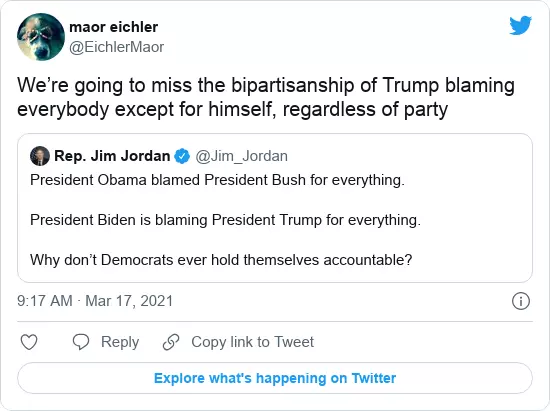 maor eichler
@EichlerMaor
We’re going to miss the bipartisanship of Trump blaming
everybody except for himself, regardless of party
Rep. Jim Jordan @Jim_Jordan
President Obama blamed President Bush for everything.
President Biden is blaming President Trump for everything.
Why don’t Democrats ever hold themselves accountable?
9:17 AM · Mar 17, 2021
Reply Copy link to Tweet
Explore what's happening on Twitter